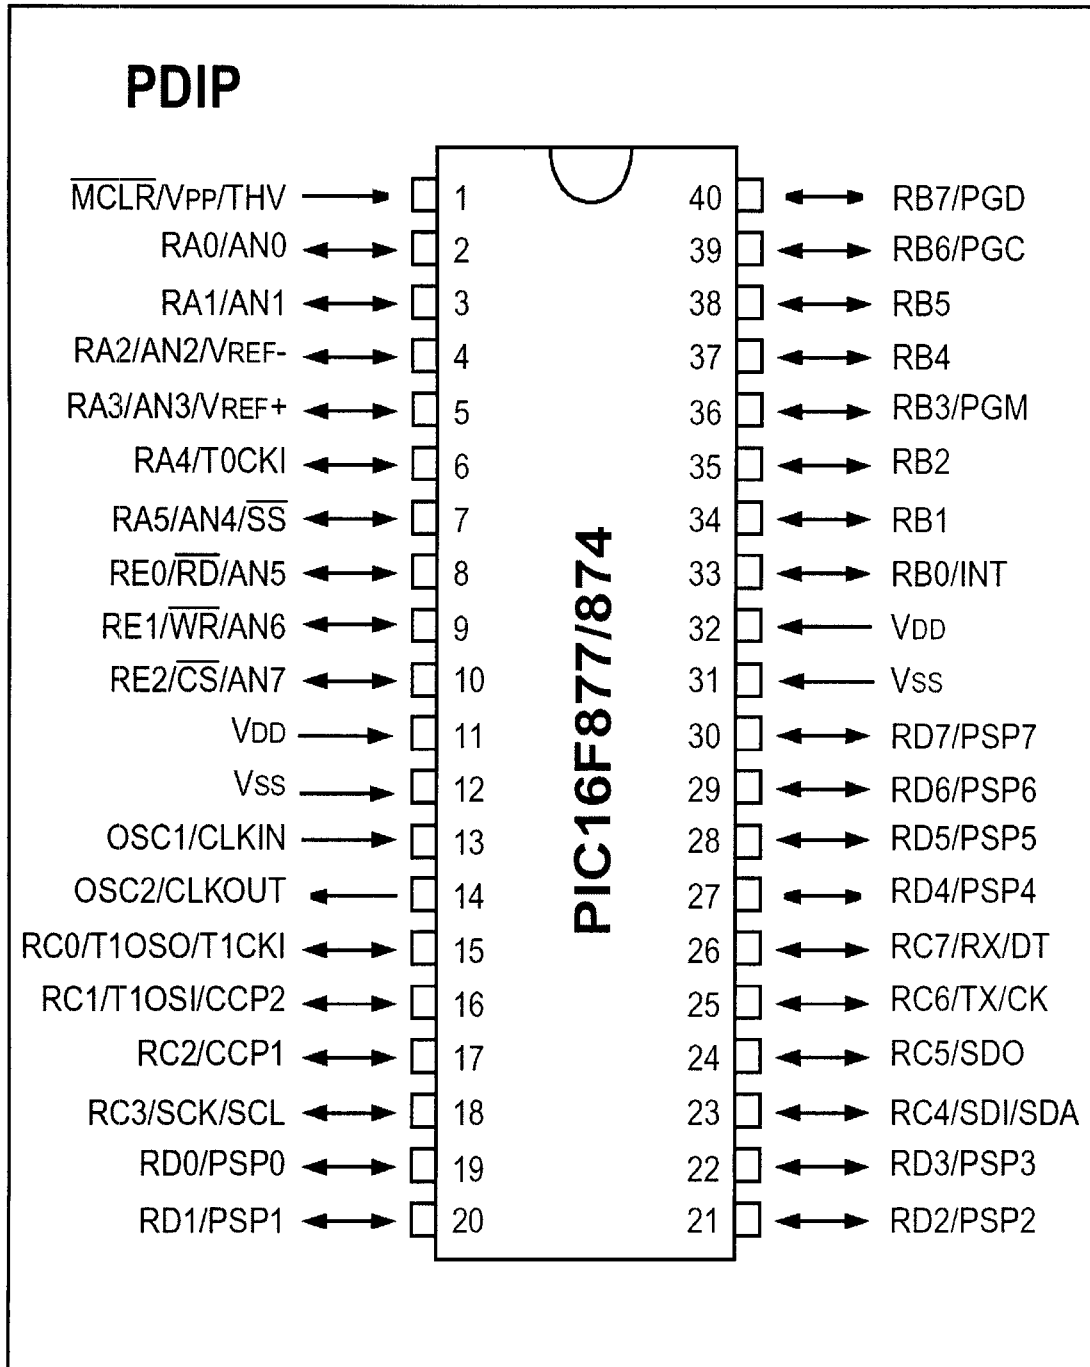 PDIP
M̅C̅L̅R̅/VPP/THV 1 40 RB7/PGD
RA0/AN0 2 39 RB6/PGC
RA1/AN1 3 38 RB5
RA2/AN2/VREF- 4 37 RB4
RA3/AN3/VREF+ 5 36 RB3/PGM
RA4/T0CKI 6 35 RB2
RA5/AN4/S̅S̅ 7 34 RB1
RE0/R̅D̅/AN5 8 33 RB0/INT
RE1/W̅R̅/AN6 9 32 VDD
RE2/C̅S̅/AN7 10 31 VSS
VDD 11 30 RD7/PSP7
VSS 12 29 RD6/PSP6
OSC1/CLKIN 13 28 RD5/PSP5
OSC2/CLKOUT 14 27 RD4/PSP4
RC0/T1OSO/T1CKI 15 26 RC7/RX/DT
RC1/T1OSI/CCP2 16 25 RC6/TX/CK
RC2/CCP1 17 24 RC5/SDO
RC3/SCK/SCL 18 23 RC4/SDI/SDA
RD0/PSP0 19 22 RD3/PSP3
RD1/PSP1 20 21 RD2/PSP2
PIC16F877/874